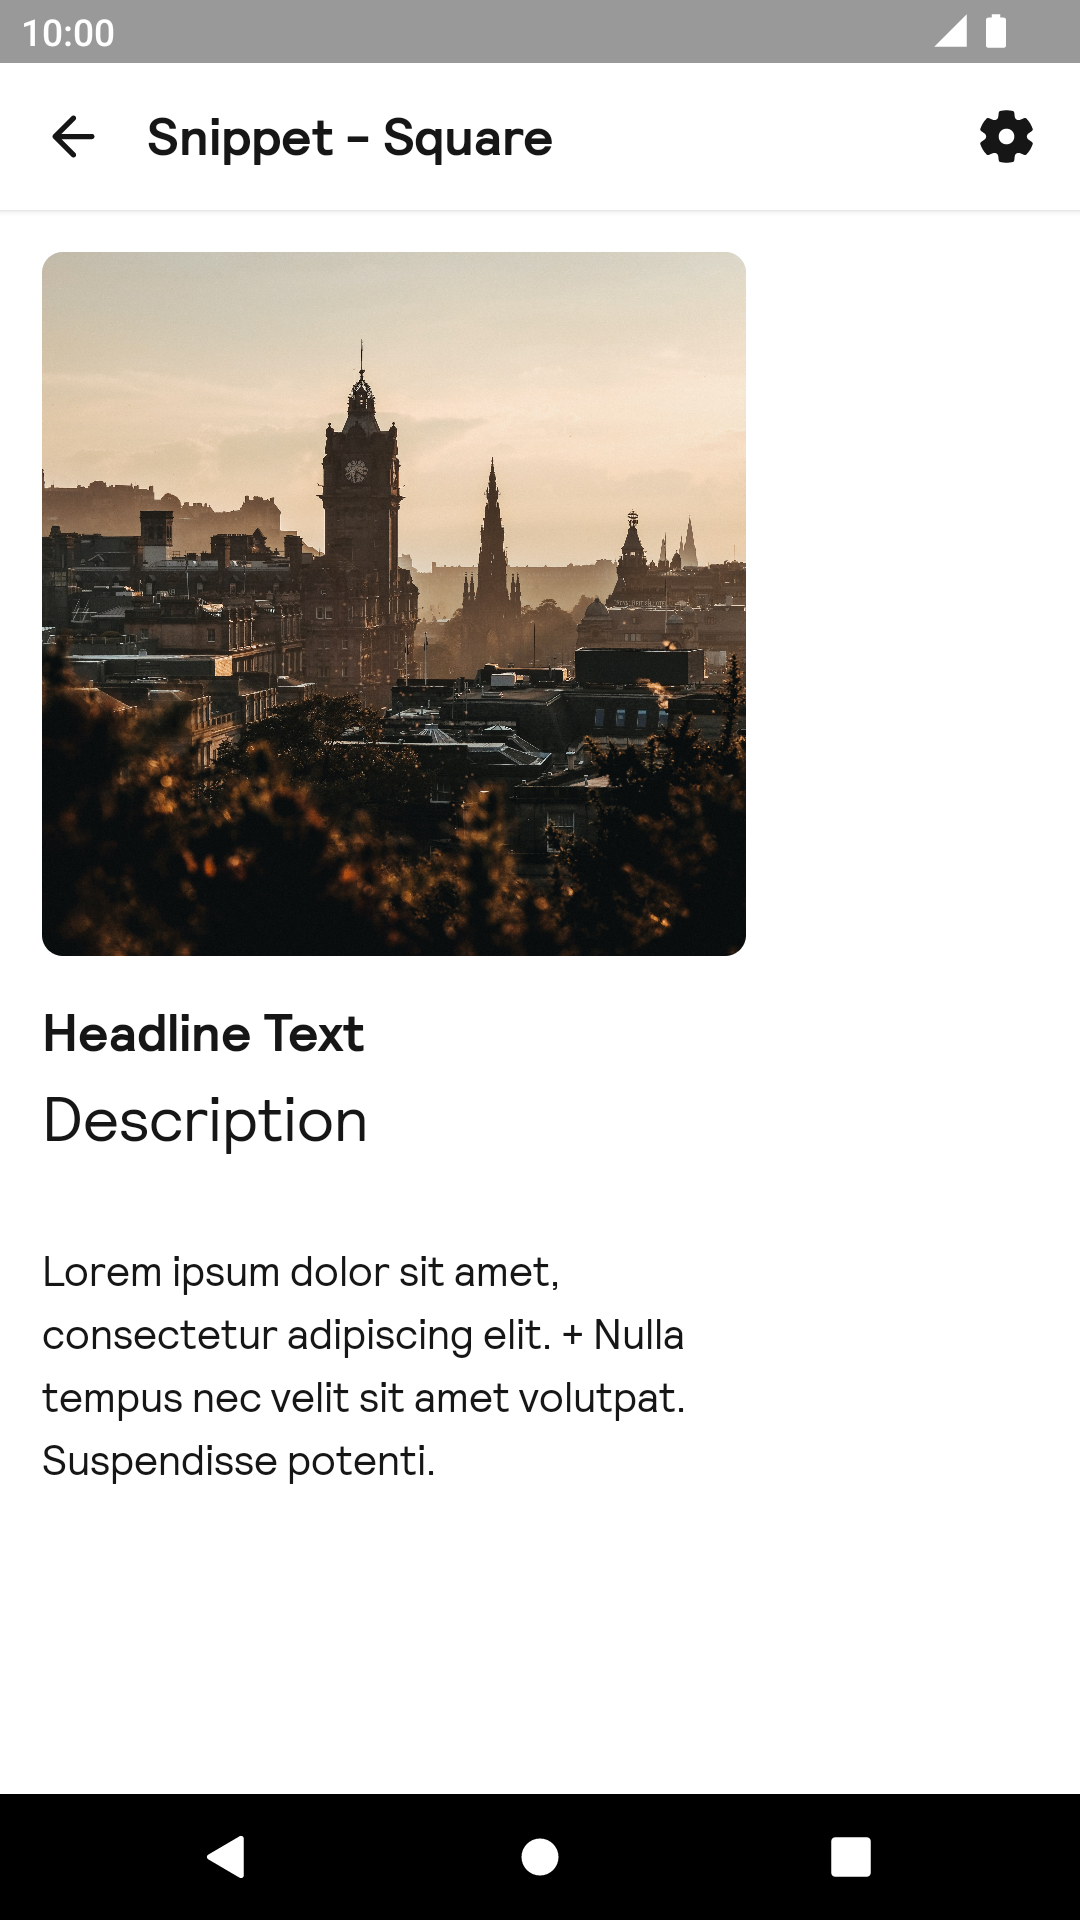 10:00
Snippet - Square
Headline Text
Description
Lorem ipsum dolor sit amet,
consectetur adipiscing elit. + Nulla
tempus nec velit sit amet volutpat.
Suspendisse potenti.